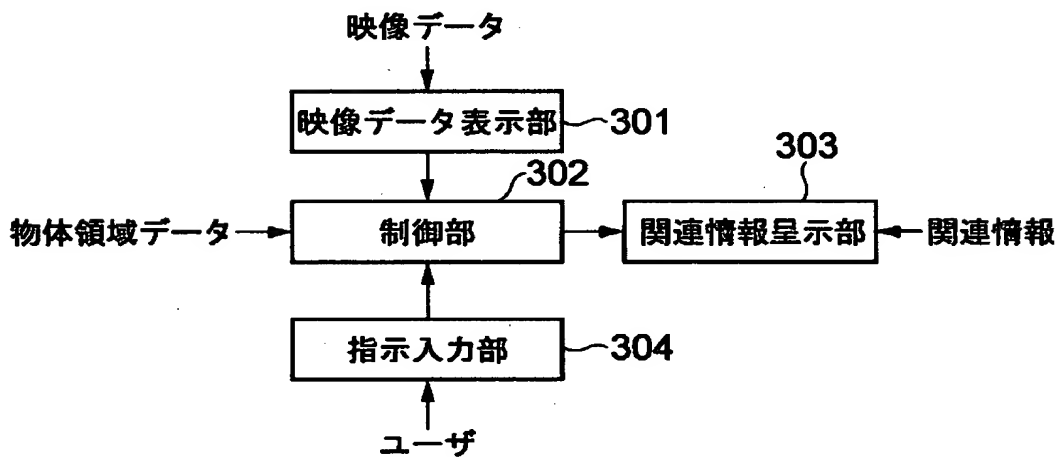 映像データ
映像データ表示部
301
302
303
物体領域データ
制御部
関連情報呈示部
関連情報
指示入力部
304
ユーザ